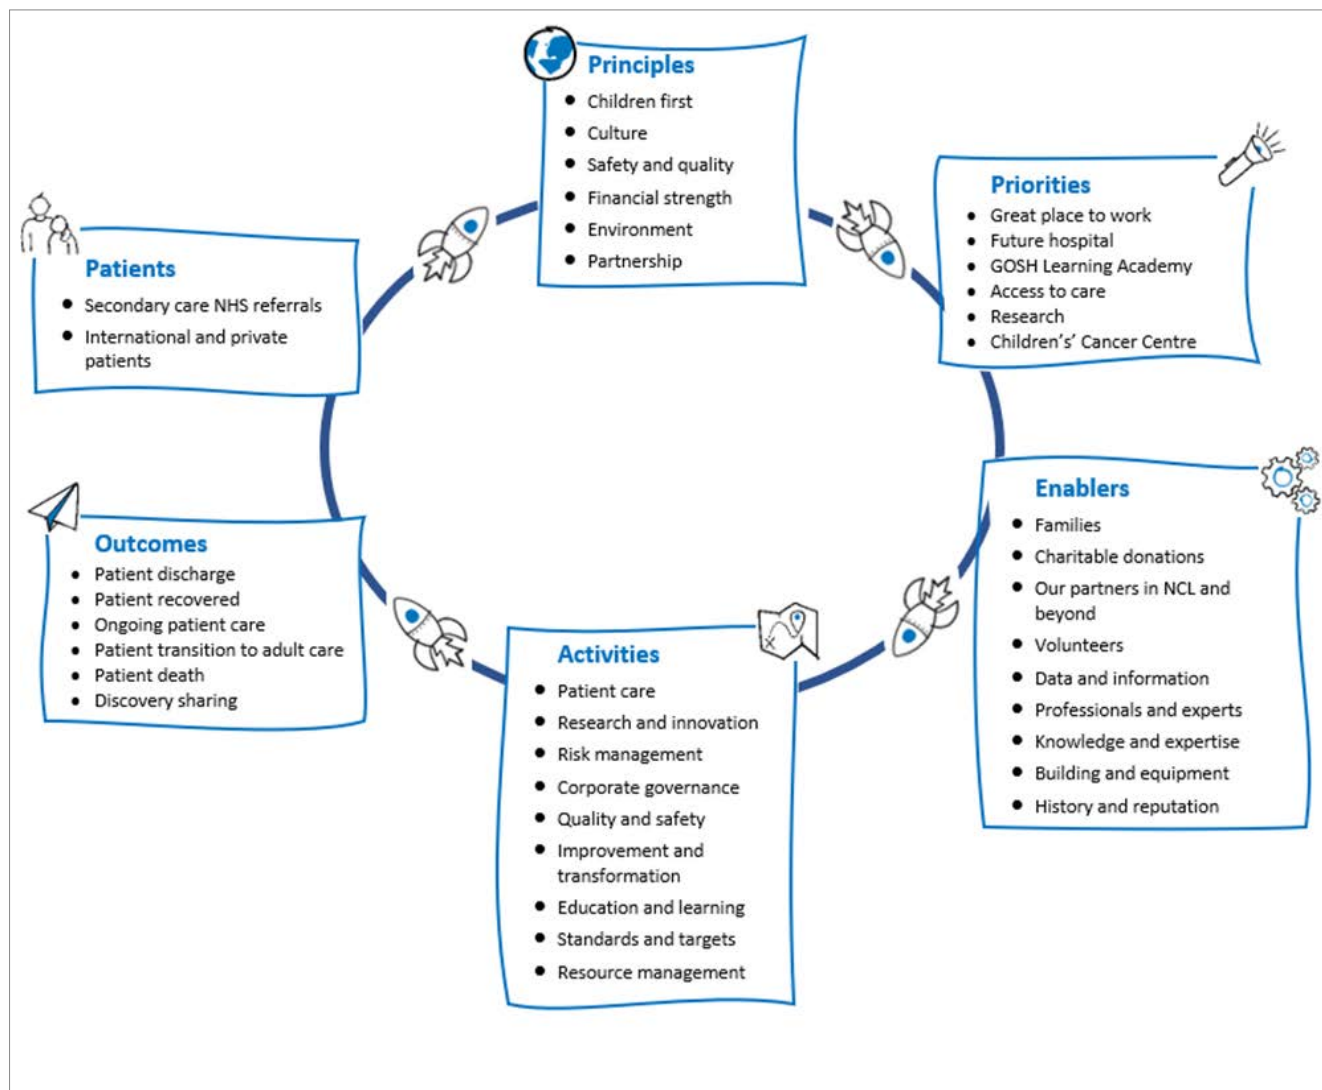 Principles
• Children first
• Culture
• Safety and quality
• Financial strength
• Environment
• Partnership
Priorities
• Great place to work
• Future hospital
• GOSH Learning Academy
• Access to care
• Research
• Children's' Cancer Centre
Enablers
• Families
• Charitable donations
• Our partners in NCL and
beyond
• Volunteers
• Data and information
• Professionals and experts
• Knowledge and expertise
• Building and equipment
• History and reputation
Activities
• Patient care
• Research and innovation
• Risk management
• Corporate governance
• Quality and safety
• Improvement and
transformation
• Education and learning
• Standards and targets
• Resource management
Outcomes
• Patient discharge
• Patient recovered
• Ongoing patient care
• Patient transition to adult care
• Patient death
• Discovery sharing
Patients
• Secondary care NHS referrals
• International and private
patients